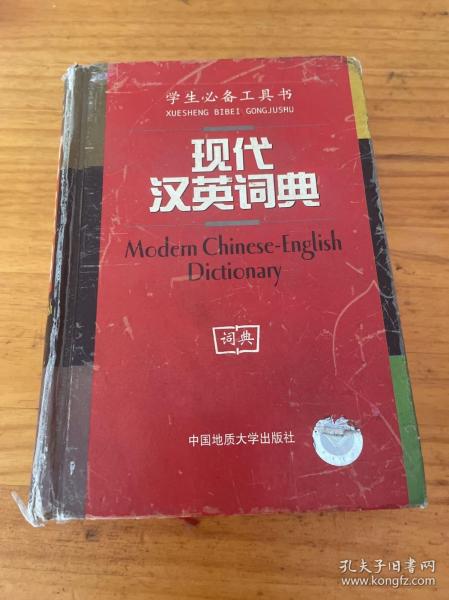 学生必备工具书
XUESHENG BIBEI GONGJUSHU
现代
汉英词典
Modern Chinese-English
Dictionary
词典
中国地质大学出版社
孔夫子旧书网
www.kongfz.com